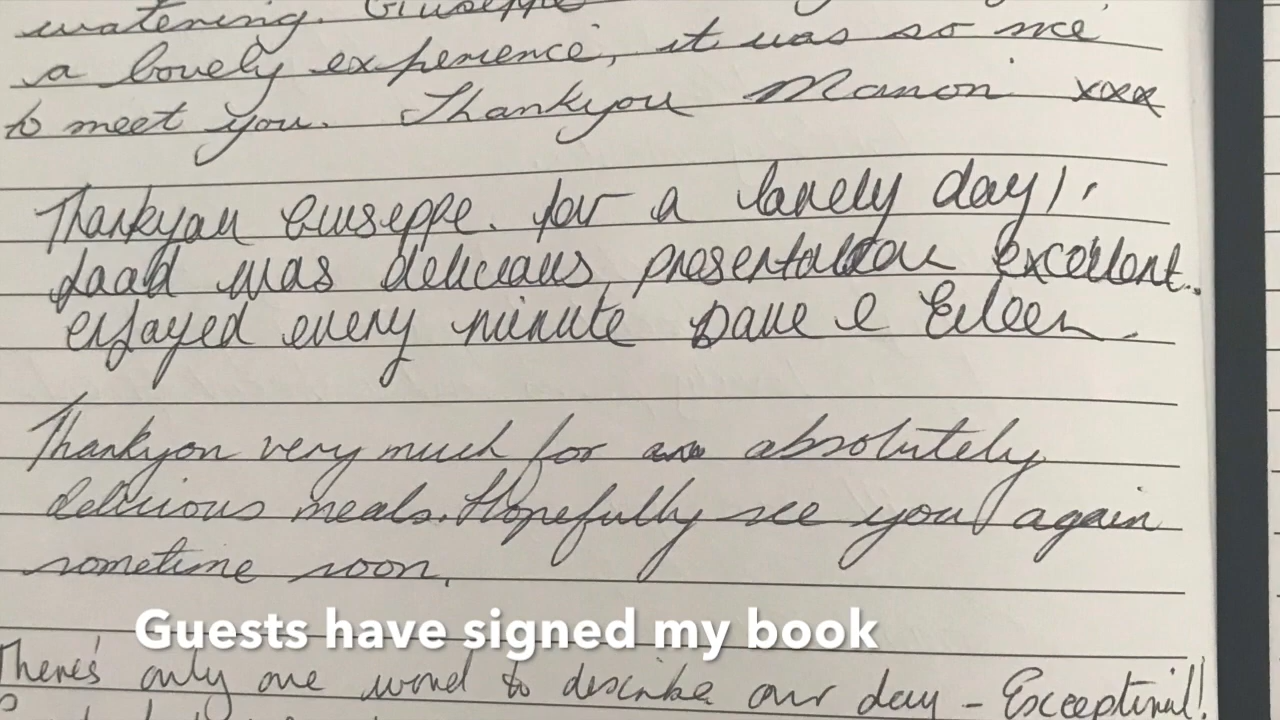 watering. Giuseppe
a lovely experience, it was so nice
to meet you. Thankyou Manon xxx
Thankyou Giuseppe. for a lovely day!.
food was delicious, presentation excellent.
enjoyed every minute Dave & Eileen.
Thankyou very much for an absolutely
delicious meals. Hopefully see you again
sometime soon.
Guests have signed my book
There's only one word to describe our day - Exceptional!